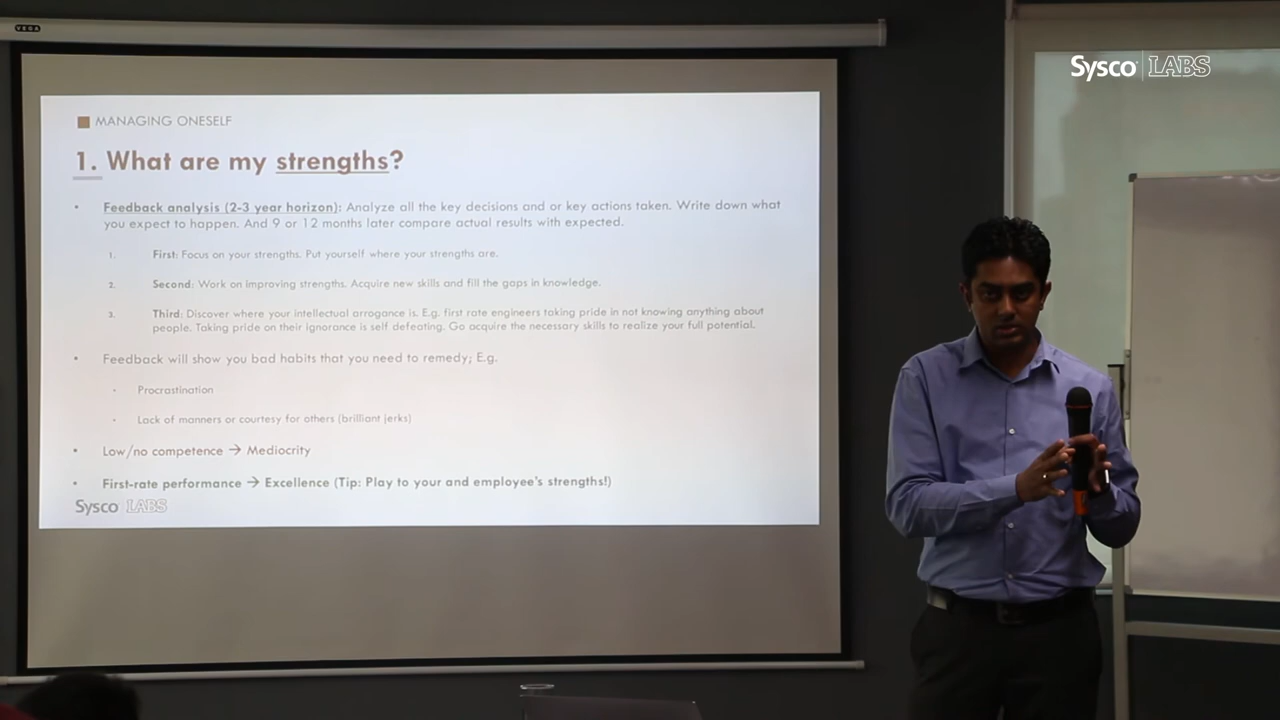 VEGA
Sysco LABS
MANAGING ONESELF
1. What are my strengths?
• Feedback analysis (2-3 year horizon): Analyze all the key decisions and or key actions taken. Write down what
you expect to happen. And 9 or 12 months later compare actual results with expected.
1. First: Focus on your strengths. Put yourself where your strengths are.
2. Second: Work on improving strengths. Acquire new skills and fill the gaps in knowledge.
3. Third: Discover where your intellectual arrogance is. E.g. first rate engineers taking pride in not knowing anything about
people. Taking pride on their ignorance is self defeating. Go acquire the necessary skills to realize your full potential.
• Feedback will show you bad habits that you need to remedy; E.g.
• Procrastination
• Lack of manners or courtesy for others (brilliant jerks)
• Low/no competence → Mediocrity
• First-rate performance → Excellence (Tip: Play to your and employee's strengths!)
Sysco LABS